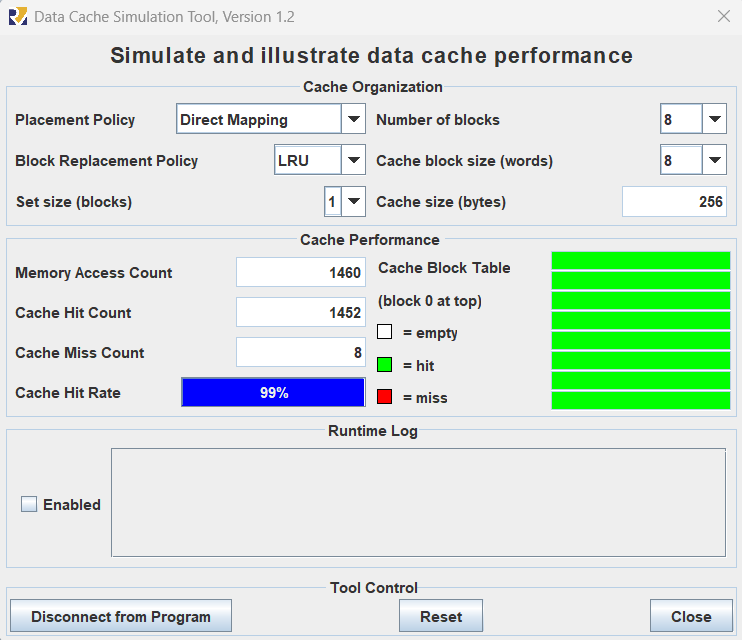 Data Cache Simulation Tool, Version 1.2
Simulate and illustrate data cache performance
Cache Organization
Placement Policy Direct Mapping Number of blocks 8
Block Replacement Policy LRU Cache block size (words) 8
Set size (blocks) 1 Cache size (bytes) 256
Cache Performance
Memory Access Count 1460 Cache Block Table
Cache Hit Count 1452 (block 0 at top)
= empty
Cache Miss Count 8
= hit
Cache Hit Rate 99%
= miss
Runtime Log
Enabled
Tool Control
Disconnect from Program Reset Close